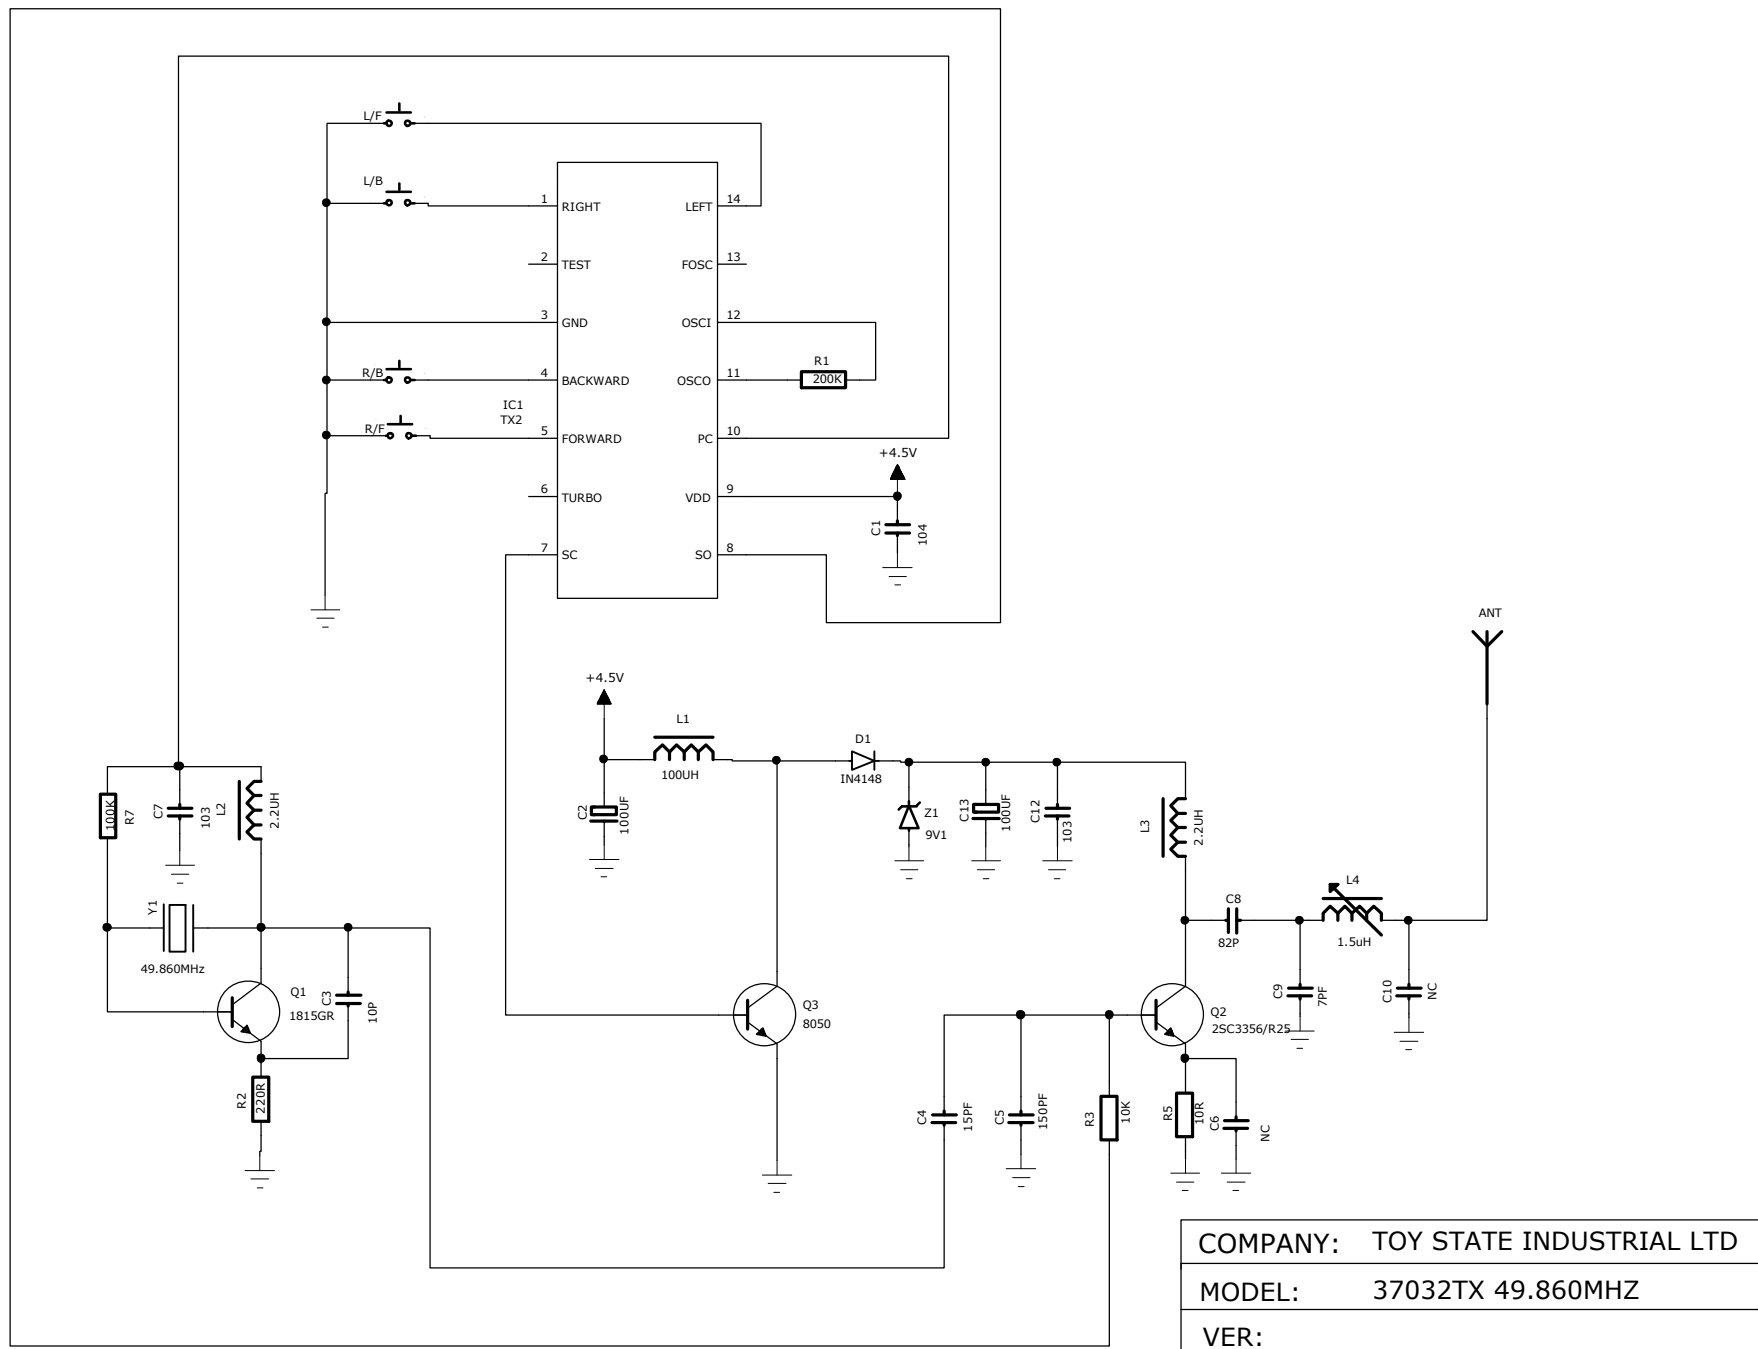 L/F
L/B
1 RIGHT LEFT 14
2 TEST FOSC 13
3 GND OSCI 12
R1
R/B 4 BACKWARD OSCO 11 200K
IC1
TX2
R/F 5 FORWARD PC 10
+4.5V
6 TURBO VDD 9
C1 104
7 SC SO 8
ANT
+4.5V
L1
100UH
D1
IN4148
R7 100K
C7 103
L2 2.2UH
C2 100UF
Z1
9V1
C13 100UF
C12 103
L3 2.2UH
Y1
49.860MHz
C8
82P
L4
1.5uH
Q1
1815GR
C3 10P
Q3
8050
Q2
2SC3356/R25
C9 7PF
C10 NC
R2 220R
C4 15PF
C5 150PF
R3 10K
R5 10R
C6 NC
COMPANY: TOY STATE INDUSTRIAL LTD
MODEL: 37032TX 49.860MHZ
VER: